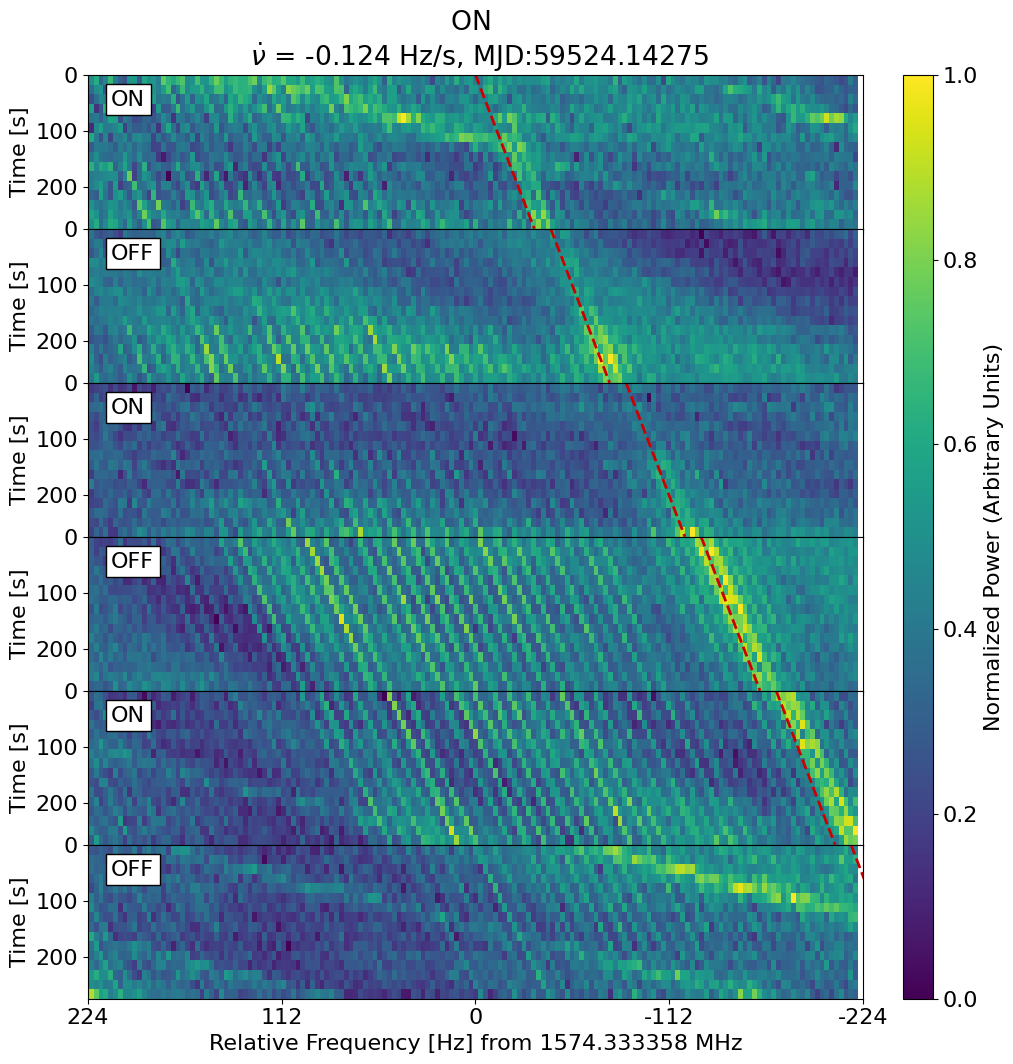 ON
ν̇ = -0.124 Hz/s, MJD:59524.14275
0
ON
100
Time [s]
200
0
OFF
100
Time [s]
200
0
ON
100
Time [s]
200
0
OFF
100
Time [s]
200
0
ON
100
Time [s]
200
0
OFF
100
Time [s]
200
224 112 0 -112 -224
Relative Frequency [Hz] from 1574.333358 MHz
1.0
0.8
0.6
0.4
0.2
0.0
Normalized Power (Arbitrary Units)